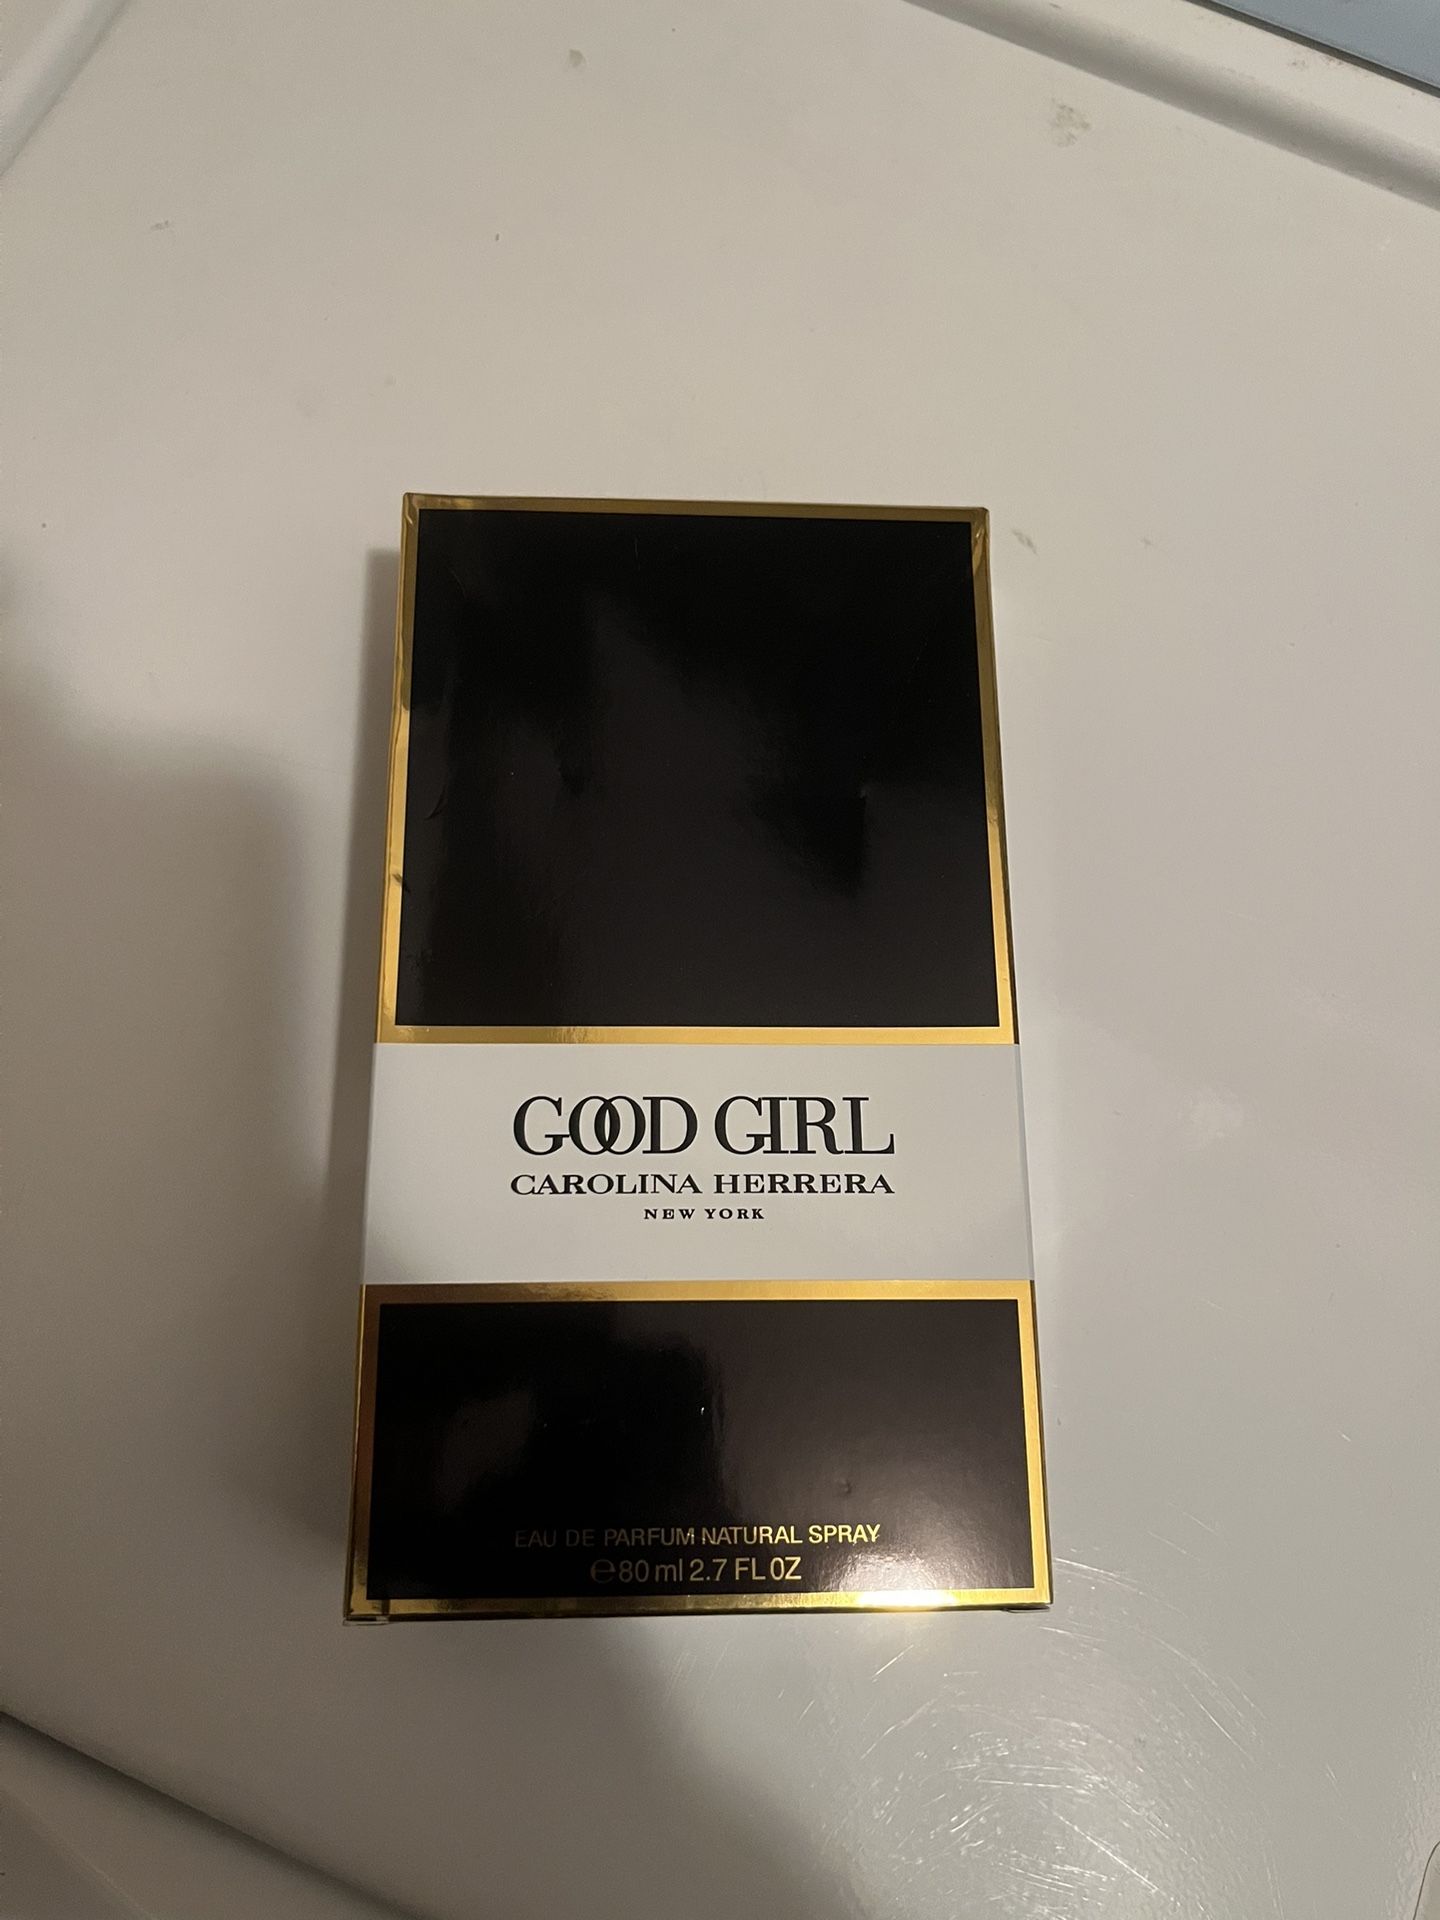 GOOD GIRL
CAROLINA HERRERA
NEW YORK
EAU DE PARFUM NATURAL SPRAY
℮80 ml 2.7 FL OZ